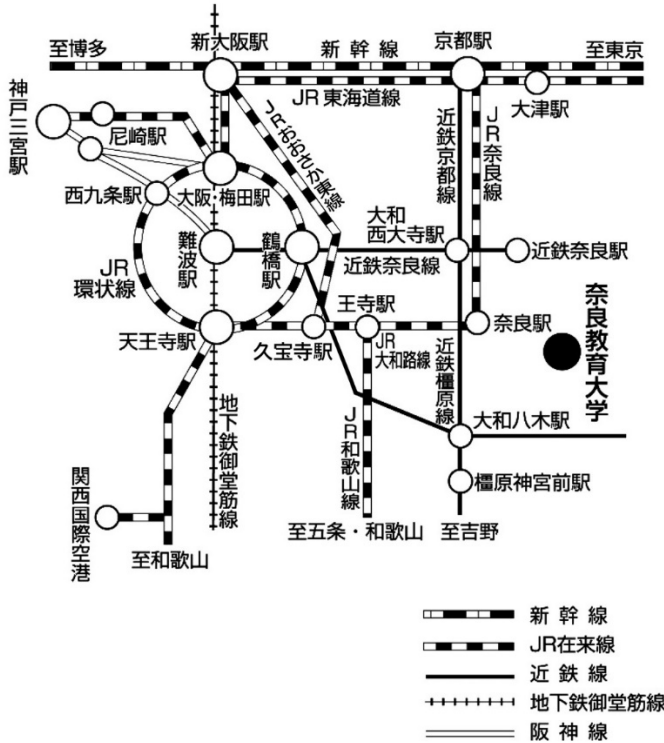 至博多
新大阪駅
新幹線
京都駅
至東京
JR東海道線
大津駅
神戸三宮駅
尼崎駅
JRおおさか東線
近鉄京都線
JR奈良線
西九条駅
大阪・梅田駅
大和
西大寺駅
難波駅
鶴橋駅
近鉄奈良線
近鉄奈良駅
JR
環状線
王寺駅
奈良駅
奈良教育大学
天王寺駅
久宝寺駅
JR
大和路線
近鉄橿原線
大和八木駅
地下鉄御堂筋線
JR和歌山線
橿原神宮前駅
関西国際空港
至和歌山
至五条・和歌山
至吉野
新幹線
JR在来線
近鉄線
地下鉄御堂筋線
阪神線